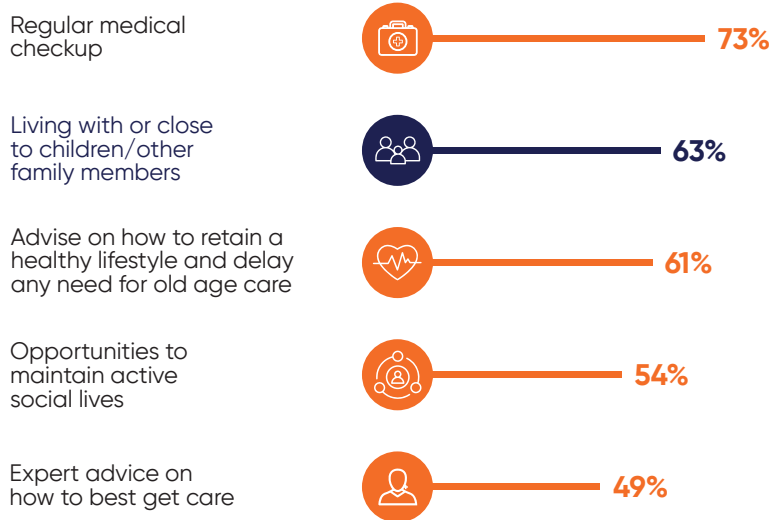 Regular medical
checkup
73%
Living with or close
to children/other
family members
63%
Advise on how to retain a
healthy lifestyle and delay
any need for old age care
61%
Opportunities to
maintain active
social lives
54%
Expert advice on
how to best get care
49%